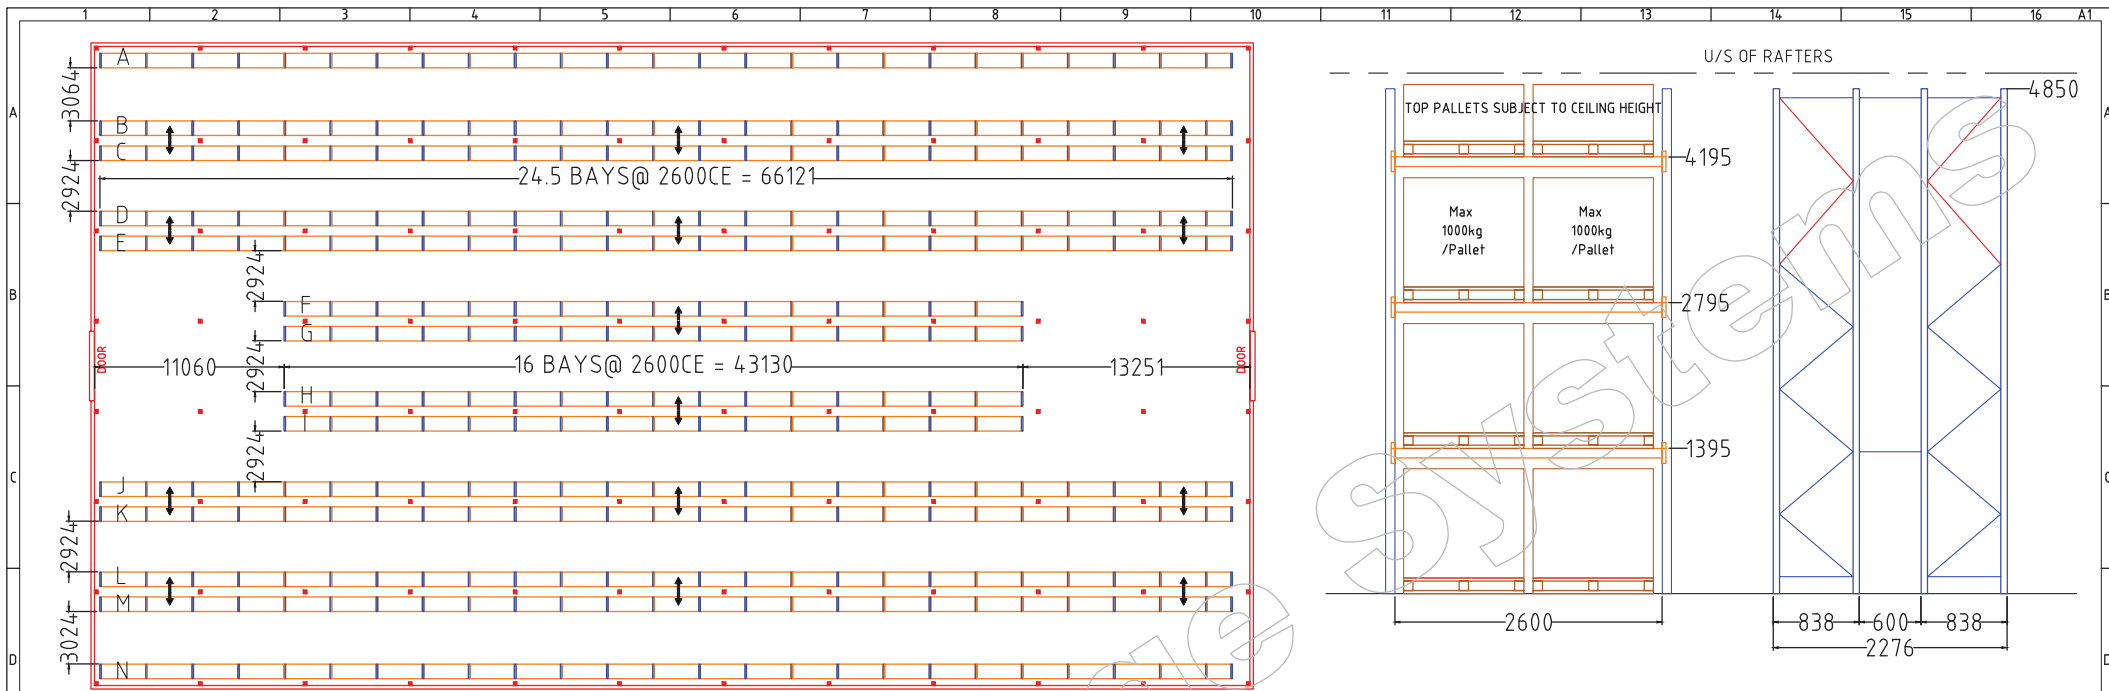 1 2 3 4 5 6 7 8 9 10 11 12 13 14 15 16 A1
A
B
C
D
A
B
C
D
A
B
C
D
E
F
G
H
I
J
K
L
M
N
3064
2924
2924
2924
2924
2924
3024
24.5 BAYS@ 2600CE = 66121
11060
16 BAYS@ 2600CE = 43130
13251
DOOR
DOOR
U/S OF RAFTERS
TOP PALLETS SUBJECT TO CEILING HEIGHT
4850
4195
Max
1000kg
/Pallet
Max
1000kg
/Pallet
2795
1395
2600
838
600
838
2276
systems